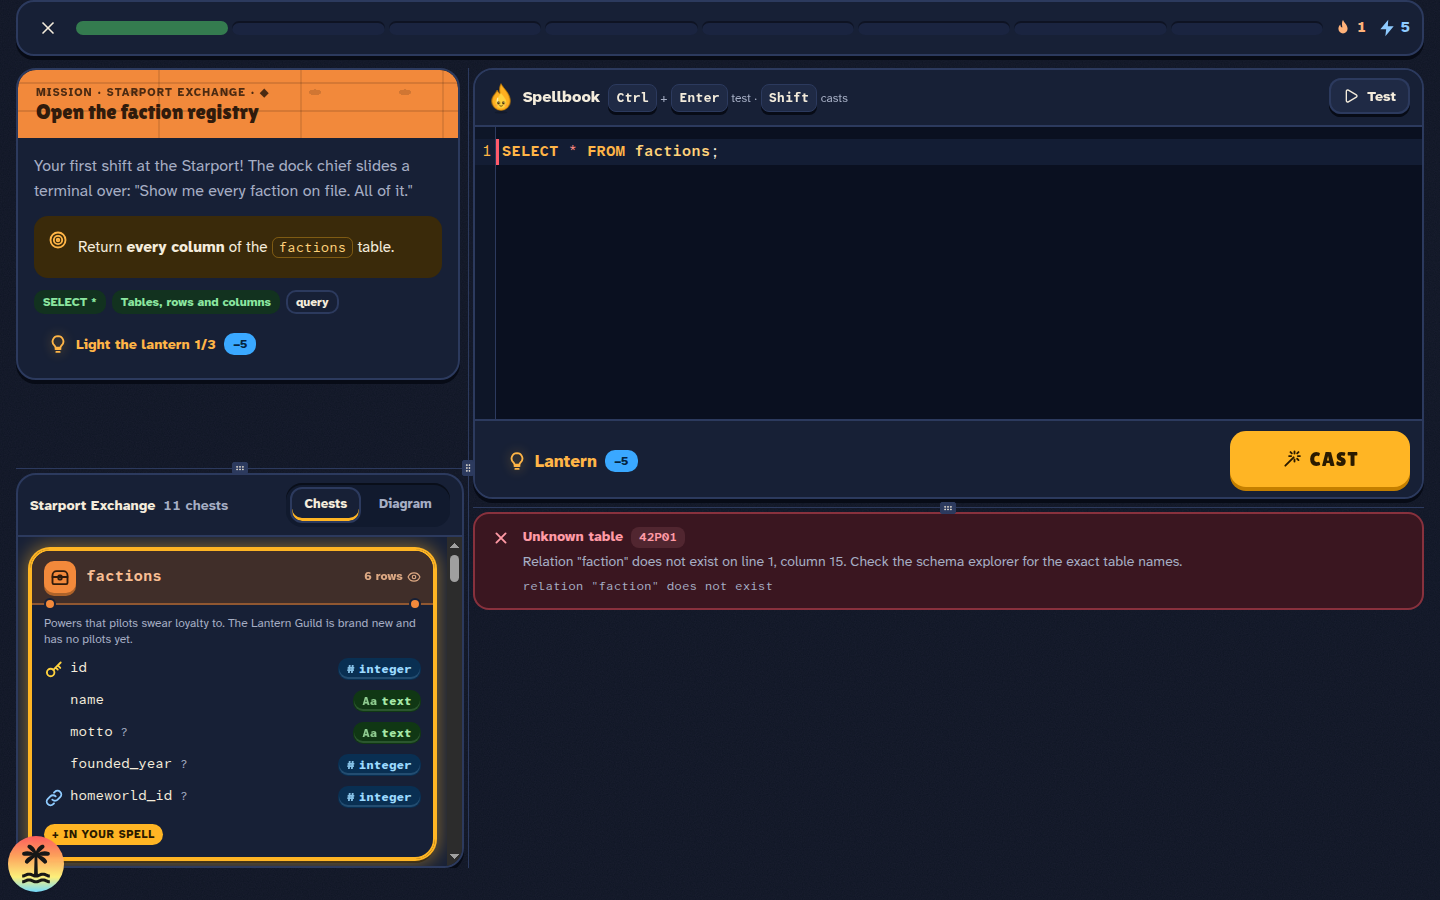 1
5
MISSION · STARPORT EXCHANGE · ◆
Open the faction registry
Your first shift at the Starport! The dock chief slides a
terminal over: "Show me every faction on file. All of it."
Return every column of the factions table.
SELECT *
Tables, rows and columns
query
Light the lantern 1/3
−5
Spellbook
Ctrl + Enter test · Shift casts
Test
1
SELECT * FROM factions;
Lantern
−5
CAST
Starport Exchange 11 chests
Chests
Diagram
factions
6 rows
Powers that pilots swear loyalty to. The Lantern Guild is brand new and
has no pilots yet.
id
# integer
name
Aa text
motto ?
Aa text
founded_year ?
# integer
homeworld_id ?
# integer
+ IN YOUR SPELL
Unknown table 42P01
Relation "faction" does not exist on line 1, column 15. Check the schema explorer for the exact table names.
relation "faction" does not exist